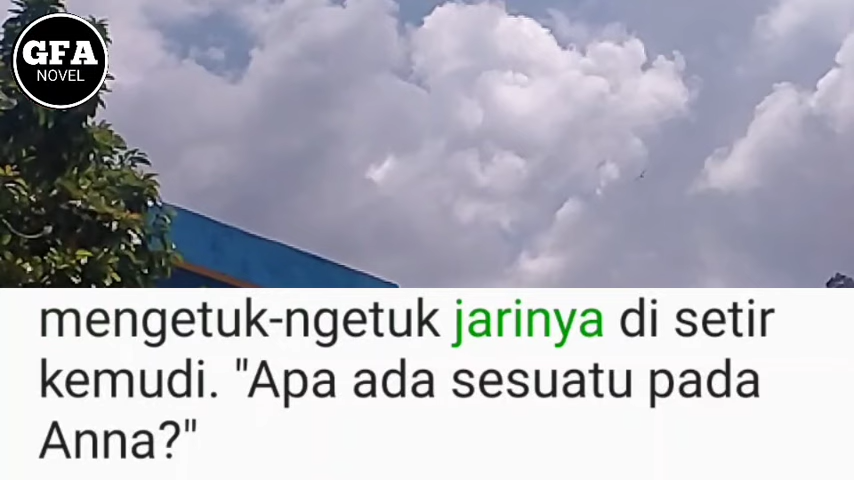 GFA
NOVEL
mengetuk-ngetuk jarinya di setir
kemudi. "Apa ada sesuatu pada
Anna?"